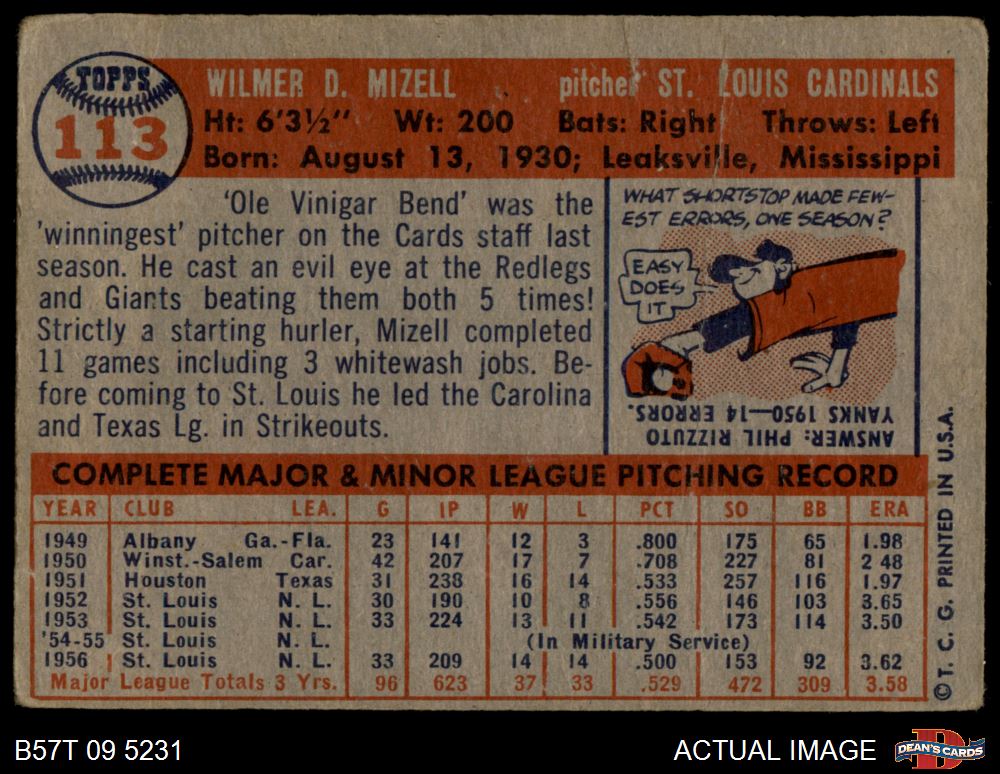 TOPPS
113
WILMER D. MIZELL pitcher ST. LOUIS CARDINALS
Ht: 6'3½" Wt: 200 Bats: Right Throws: Left
Born: August 13, 1930; Leaksville, Mississippi
'Ole Vinigar Bend' was the
'winningest' pitcher on the Cards staff last
season. He cast an evil eye at the Redlegs
and Giants beating them both 5 times!
Strictly a starting hurler, Mizell completed
11 games including 3 whitewash jobs. Be-
fore coming to St. Louis he led the Carolina
and Texas Lg. in Strikeouts.
WHAT SHORTSTOP MADE FEW-
EST ERRORS, ONE SEASON?
EASY
DOES
IT
ANSWER: PHIL RIZZUTO
YANKS 1950—14 ERRORS.
COMPLETE MAJOR & MINOR LEAGUE PITCHING RECORD
YEAR CLUB LEA. G IP W L PCT SO BB ERA
1949 Albany Ga.-Fla. 23 141 12 3 .800 175 65 1.98
1950 Winst.-Salem Car. 42 207 17 7 .708 227 81 2 48
1951 Houston Texas 31 238 16 14 .533 257 116 1.97
1952 St. Louis N. L. 30 190 10 8 .556 146 103 3.65
1953 St. Louis N. L. 33 224 13 11 .542 173 114 3.50
'54-55 St. Louis N. L. (In Military Service)
1956 St. Louis N. L. 33 209 14 14 .500 153 92 3.62
Major League Totals 3 Yrs. 96 623 37 33 .529 472 309 3.58
© T. C. G. PRINTED IN U.S.A.
B57T 09 5231
ACTUAL IMAGE
DEAN'S CARDS